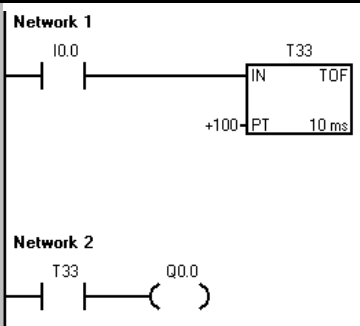 Network 1
I0.0
T33
IN TOF
+100 PT 10 ms
Network 2
T33 Q0.0